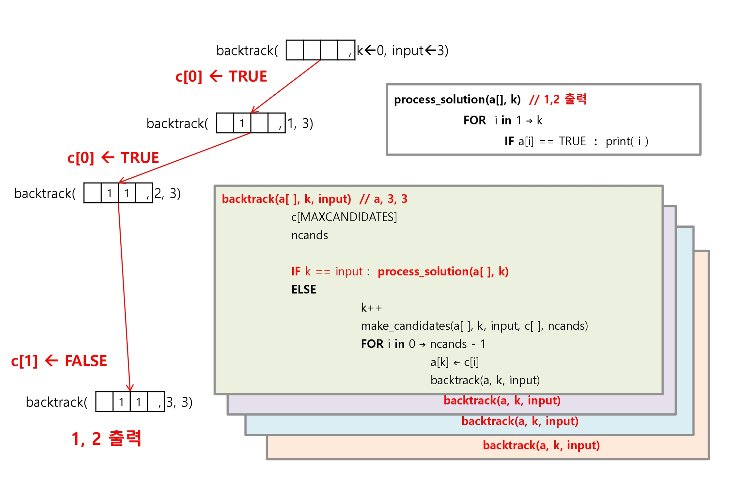 backtrack( , k←0, input←3)
c[0] ← TRUE
backtrack( 1 , 1, 3)
c[0] ← TRUE
backtrack( 1 1 , 2, 3)
c[1] ← FALSE
backtrack( 1 1 , 3, 3)
1, 2 출력
process_solution(a[], k) // 1,2 출력
FOR i in 1 → k
IF a[i] == TRUE : print( i )
backtrack(a[ ], k, input) // a, 3, 3
c[MAXCANDIDATES]
ncands
IF k == input : process_solution(a[ ], k)
ELSE
k++
make_candidates(a[ ], k, input, c[ ], ncands)
FOR i in 0 → ncands - 1
a[k] ← c[i]
backtrack(a, k, input)
backtrack(a, k, input)
backtrack(a, k, input)
backtrack(a, k, input)